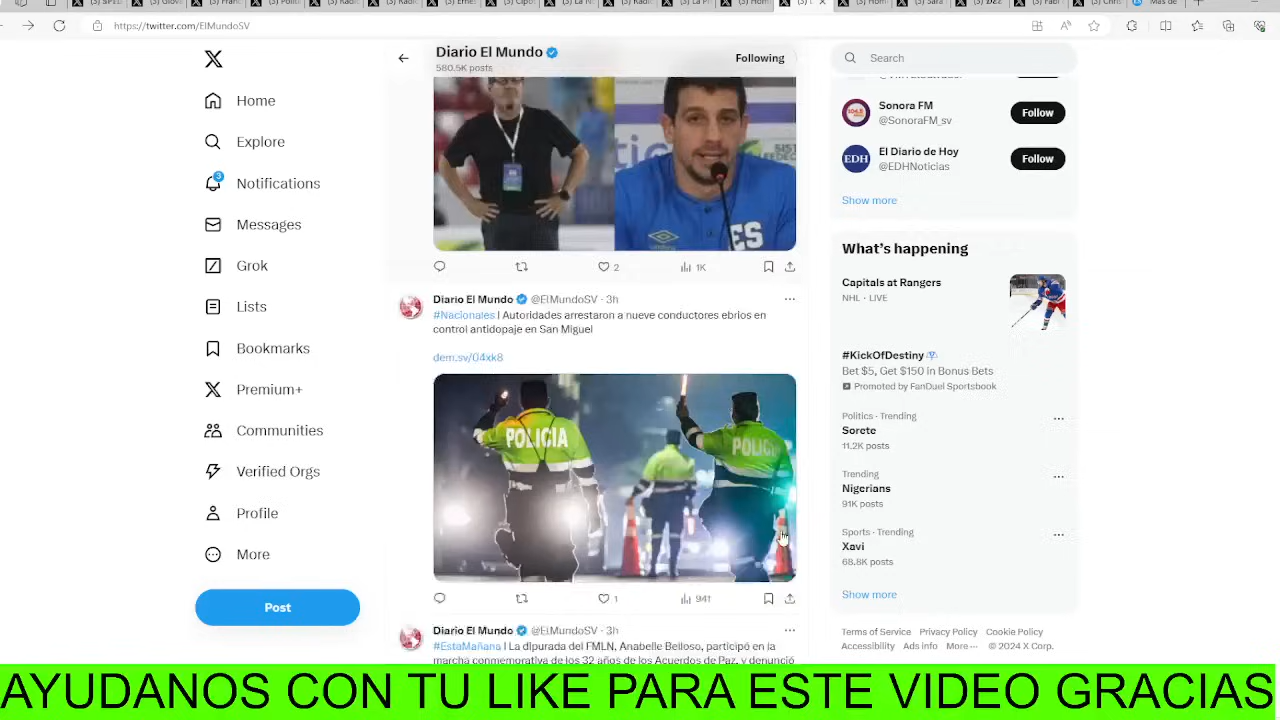 https://twitter.com/ElMundoSV
Home
Explore
3
Notifications
Messages
Grok
Lists
Bookmarks
Premium+
Communities
Verified Orgs
Profile
More
Post
Diario El Mundo
580.5K posts
Following
2
1K
Diario El Mundo @ElMundoSV · 3h
#Nacionales | Autoridades arrestaron a nueve conductores ebrios en
control antidopaje en San Miguel
dem.sv/04xk8
POLICIA
POLICIA
1
941
Diario El Mundo @ElMundoSV · 3h
#EstaMañana | La diputada del FMLN, Anabelle Belloso, participó en la
marcha conmemorativa de los 32 años de los Acuerdos de Paz, y denunció
Search
Sonora FM
@SonoraFM_sv
Follow
EDH
El Diario de Hoy
@EDHNoticias
Follow
Show more
What's happening
Capitals at Rangers
NHL · LIVE
#KickOfDestiny
Bet $5, Get $150 in Bonus Bets
Promoted by FanDuel Sportsbook
Politics · Trending
Sorete
11.2K posts
Trending
Nigerians
91K posts
Sports · Trending
Xavi
68.8K posts
Show more
Terms of Service Privacy Policy Cookie Policy
Accessibility Ads info More ··· © 2024 X Corp.
AYUDANOS CON TU LIKE PARA ESTE VIDEO GRACIAS